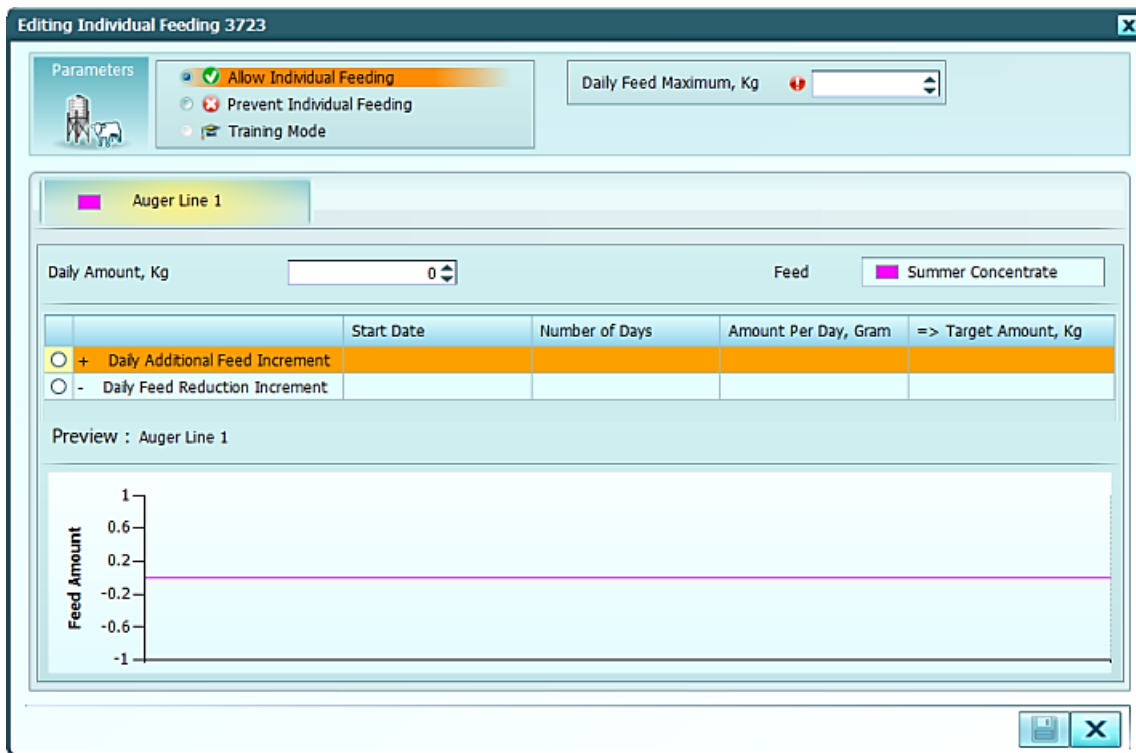 Editing Individual Feeding 3723
Parameters
Allow Individual Feeding
Prevent Individual Feeding
Training Mode
Daily Feed Maximum, Kg
Auger Line 1
Daily Amount, Kg 0 Feed Summer Concentrate
Start Date Number of Days Amount Per Day, Gram => Target Amount, Kg
+ Daily Additional Feed Increment
- Daily Feed Reduction Increment
Preview : Auger Line 1
Feed Amount
1
0.6
0.2
-0.2
-0.6
-1